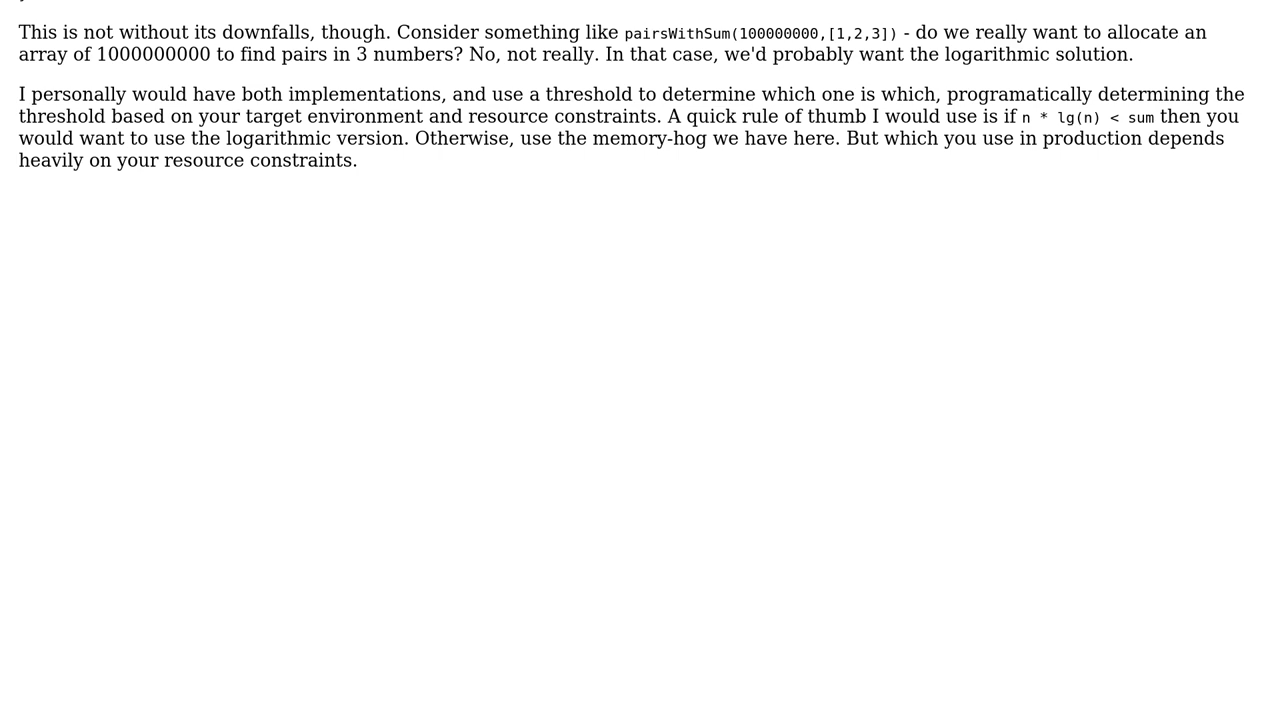 This is not without its downfalls, though. Consider something like pairsWithSum(100000000,[1,2,3]) - do we really want to allocate an
array of 1000000000 to find pairs in 3 numbers? No, not really. In that case, we'd probably want the logarithmic solution.
I personally would have both implementations, and use a threshold to determine which one is which, programatically determining the
threshold based on your target environment and resource constraints. A quick rule of thumb I would use is if n * lg(n) < sum then you
would want to use the logarithmic version. Otherwise, use the memory-hog we have here. But which you use in production depends
heavily on your resource constraints.